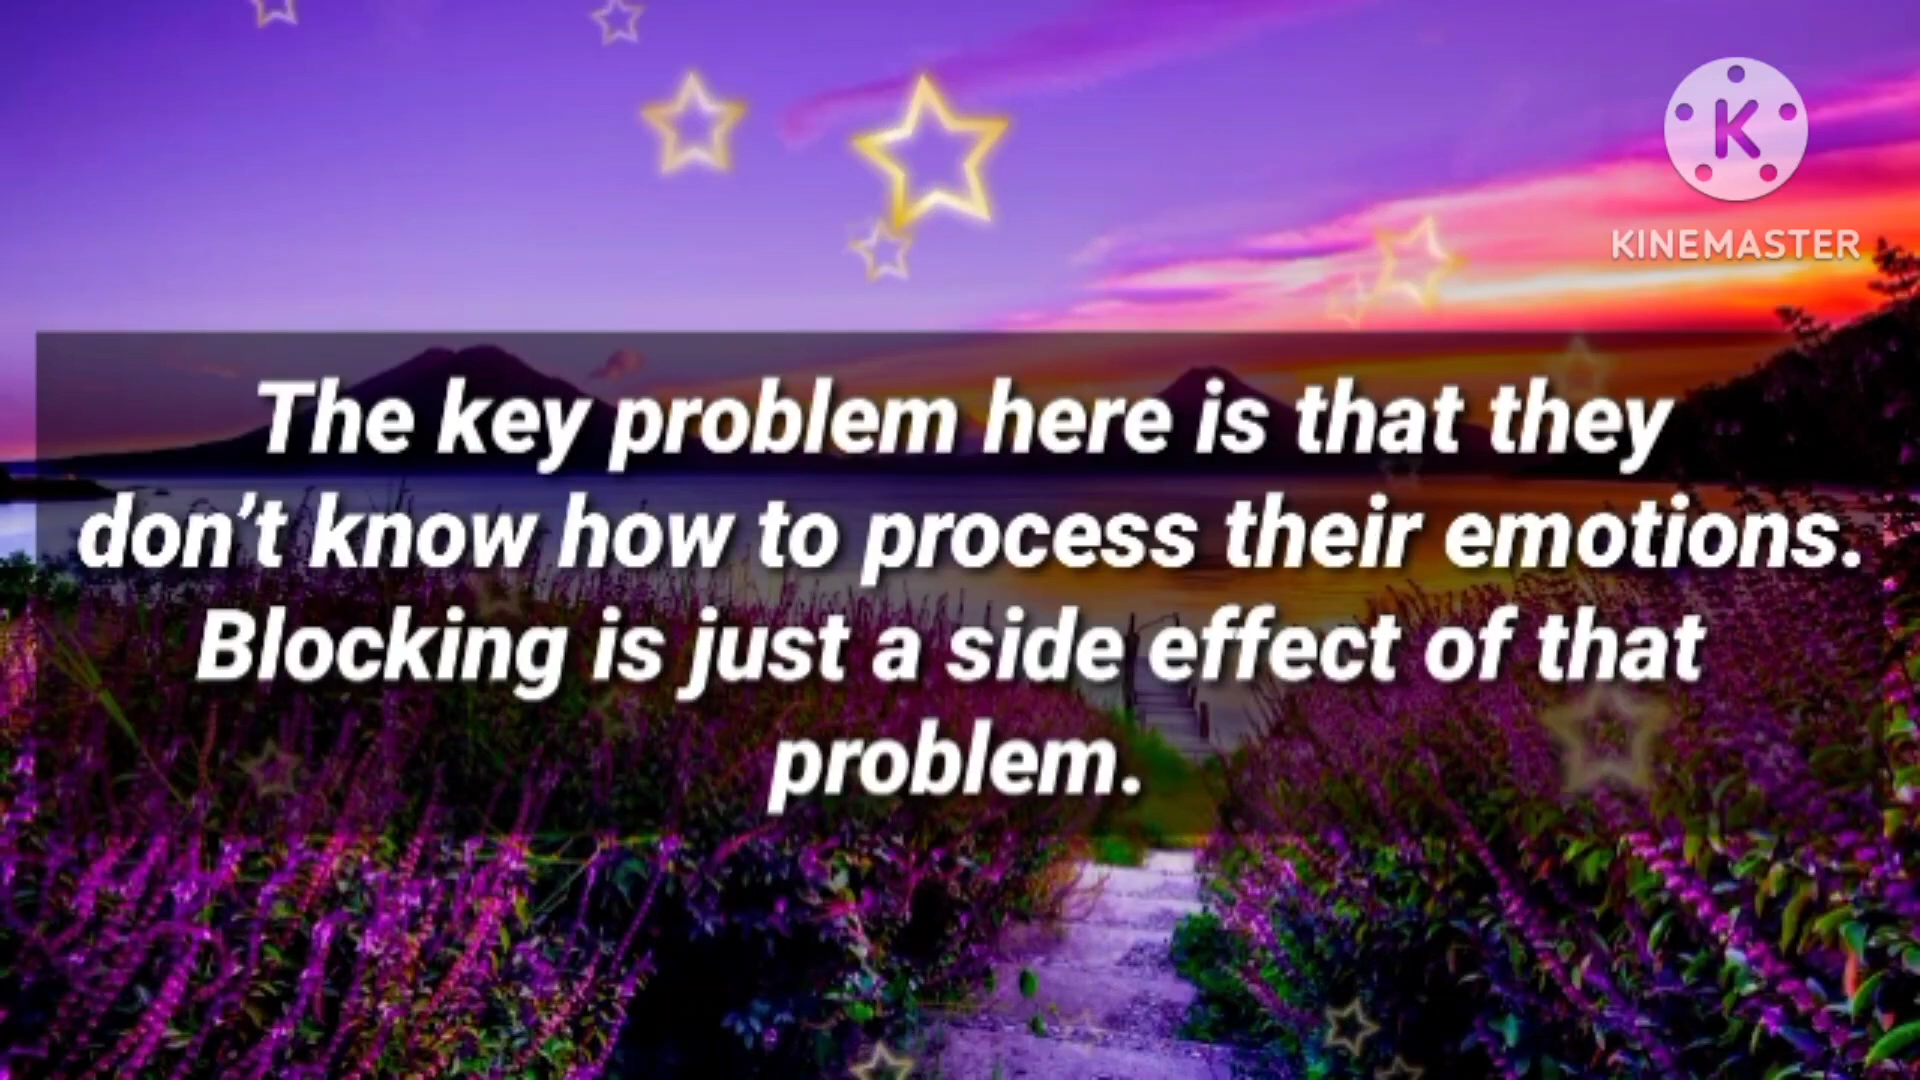 K
KINEMASTER
The key problem here is that they
don't know how to process their emotions.
Blocking is just a side effect of that
problem.